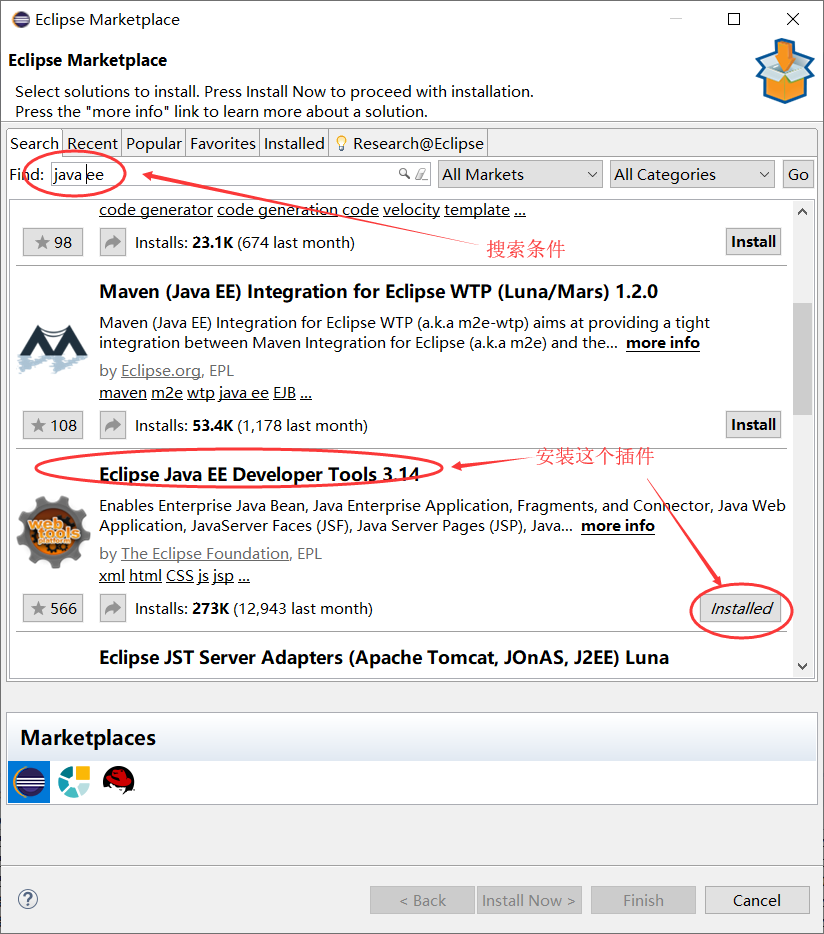 Eclipse Marketplace
Eclipse Marketplace
Select solutions to install. Press Install Now to proceed with installation.
Press the "more info" link to learn more about a solution.
Search Recent Popular Favorites Installed Research@Eclipse
Find: java ee All Markets All Categories Go
code generator code generation code velocity template ...
98 Installs: 23.1K (674 last month) Install
搜索条件
Maven (Java EE) Integration for Eclipse WTP (Luna/Mars) 1.2.0
Maven (Java EE) Integration for Eclipse WTP (a.k.a m2e-wtp) aims at providing a tight
integration between Maven Integration for Eclipse (a.k.a m2e) and the... more info
by Eclipse.org, EPL
maven m2e wtp java ee EJB ...
108 Installs: 53.4K (1,178 last month) Install
安装这个插件
Eclipse Java EE Developer Tools 3.14
Enables Enterprise Java Bean, Java Enterprise Application, Fragments, and Connector, Java Web
Application, JavaServer Faces (JSF), Java Server Pages (JSP), Java... more info
web
tools
by The Eclipse Foundation, EPL
xml html CSS js jsp ...
566 Installs: 273K (12,943 last month) Installed
Eclipse JST Server Adapters (Apache Tomcat, JOnAS, J2EE) Luna
Marketplaces
? < Back Install Now > Finish Cancel